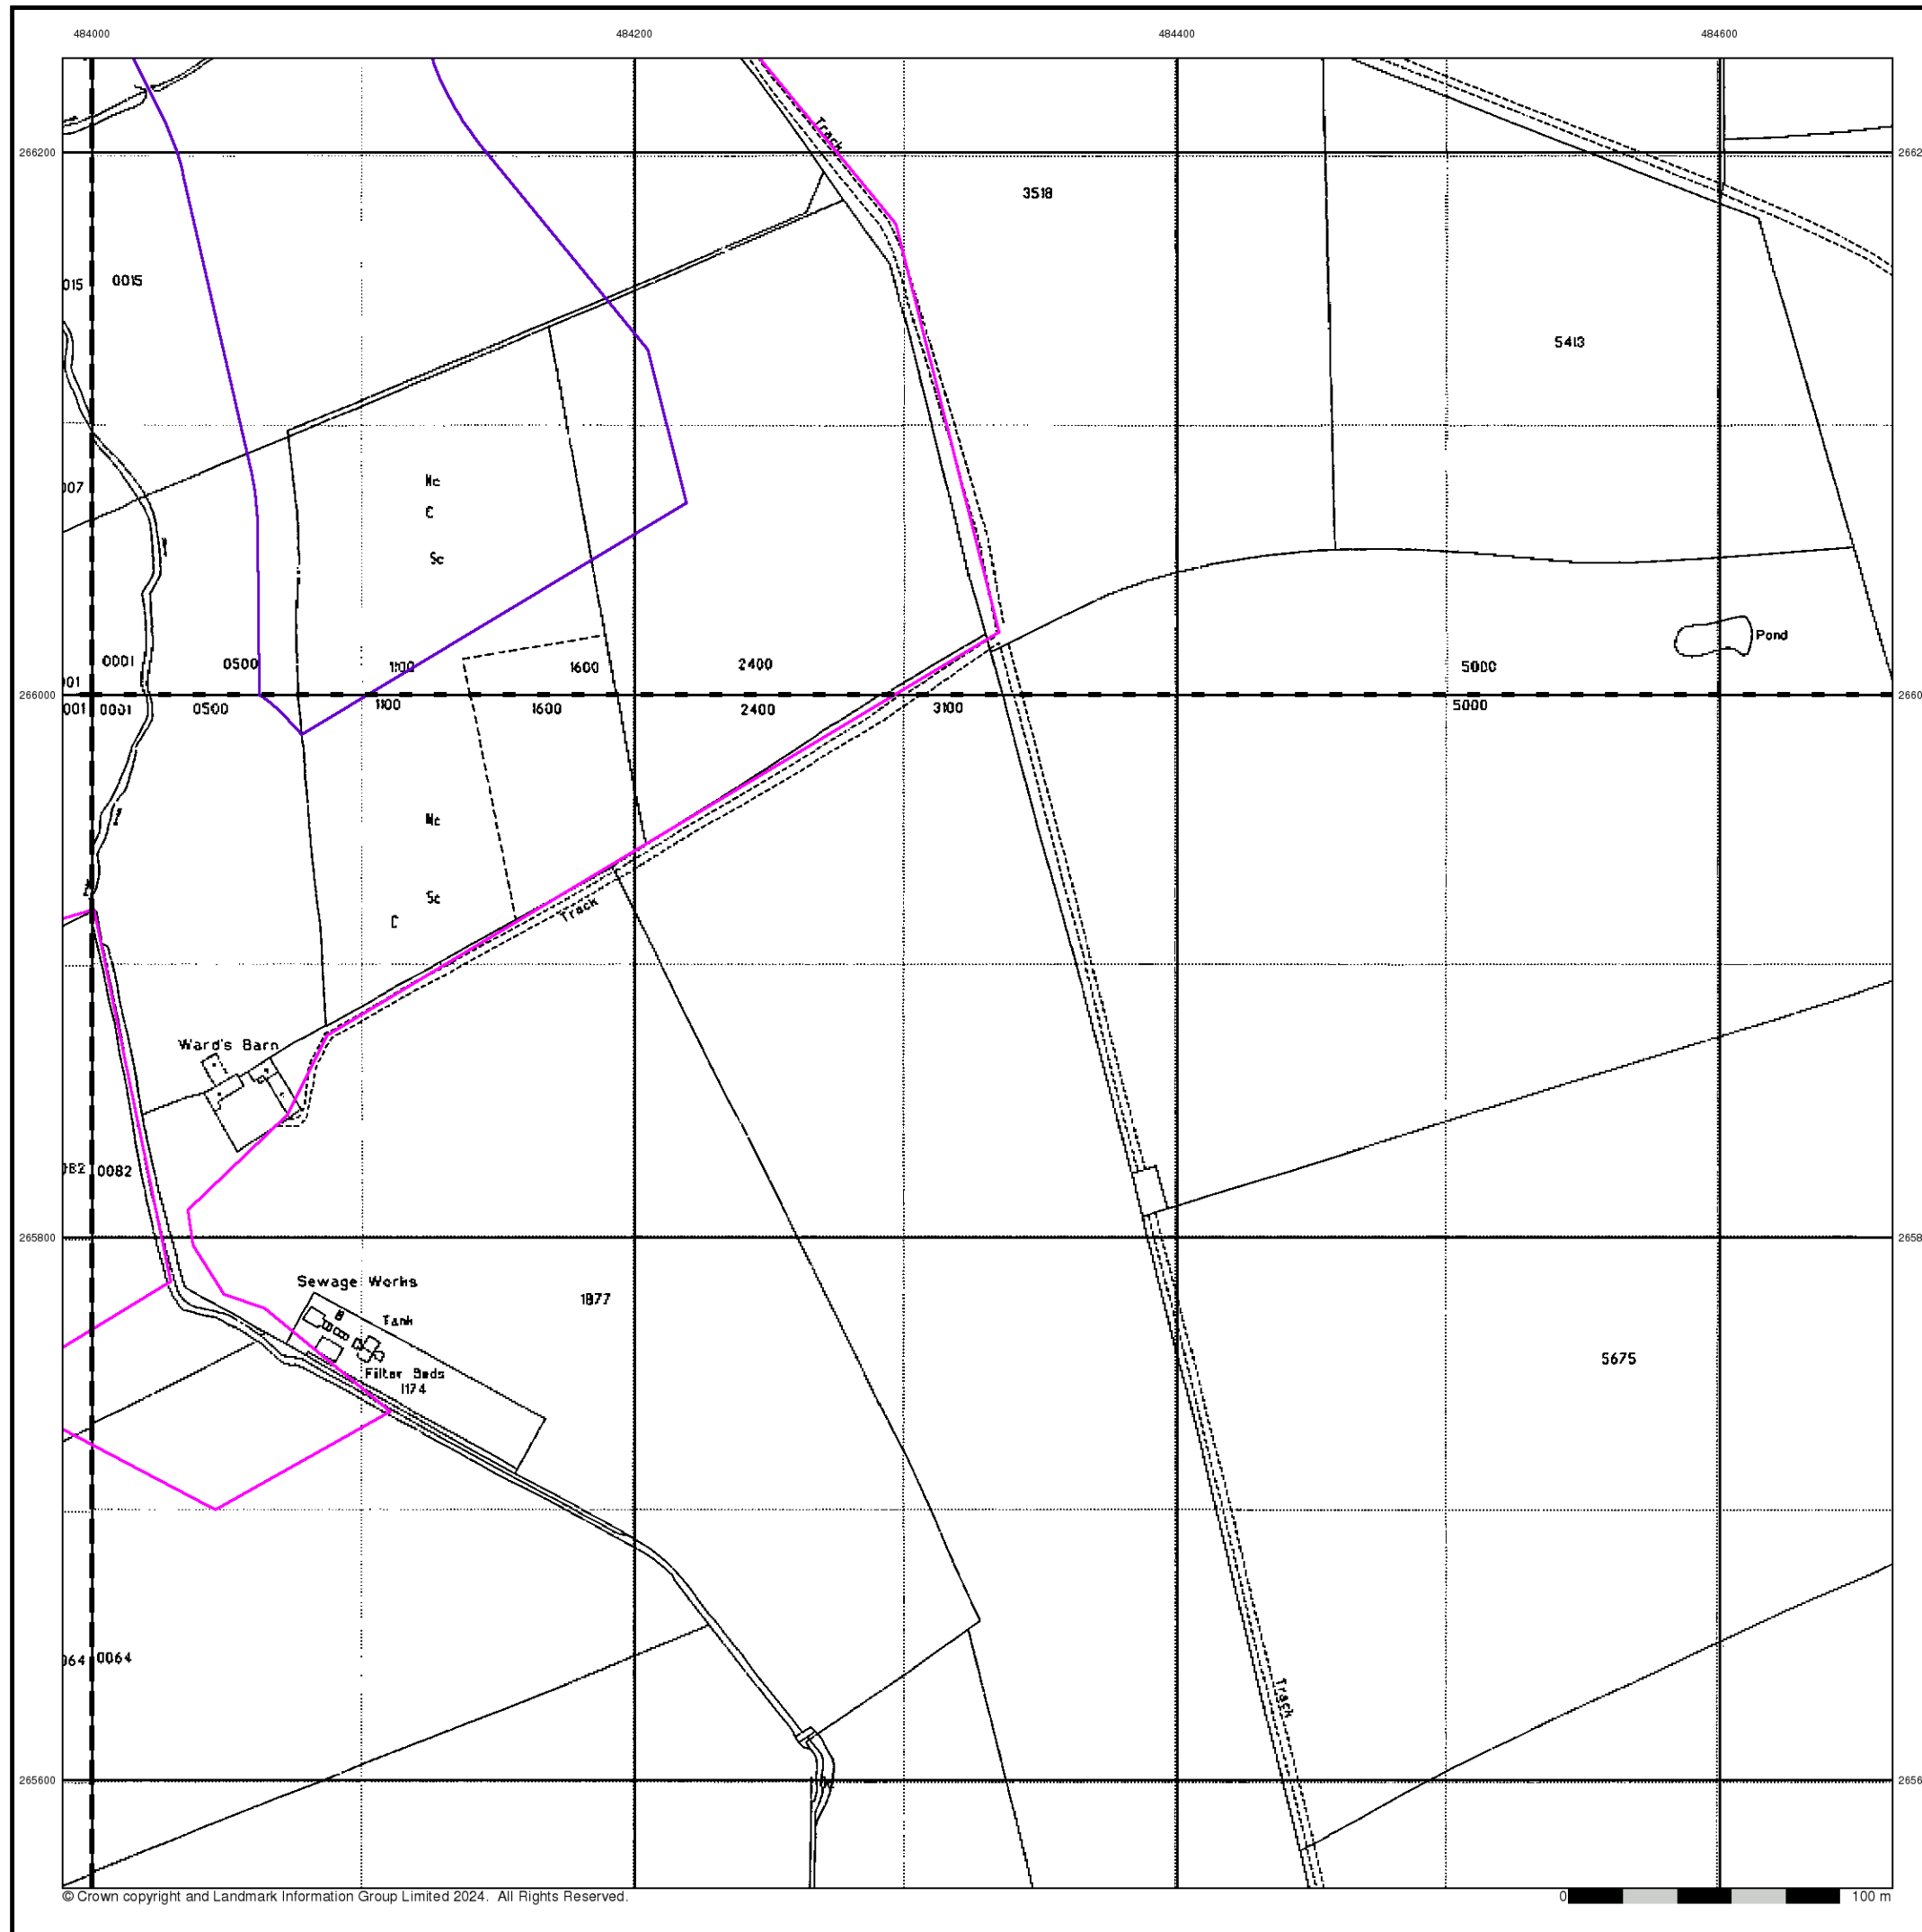 484000 484200 484400 484600
266200
Track
3518
015 0015
5413
007
Nc
C
Sc
Pond
0001 0500 1100 1600 2400 5000
001
266000
001 0001 0500 1100 1600 2400 3100 5000
Nc
Sc
C
Track
Ward's Barn
082 0082
265800
Sewage Works
Tank
1877
Filter Beds
1174
5675
064 0064
Track
265600
© Crown copyright and Landmark Information Group Limited 2024. All Rights Reserved.
0 100 m